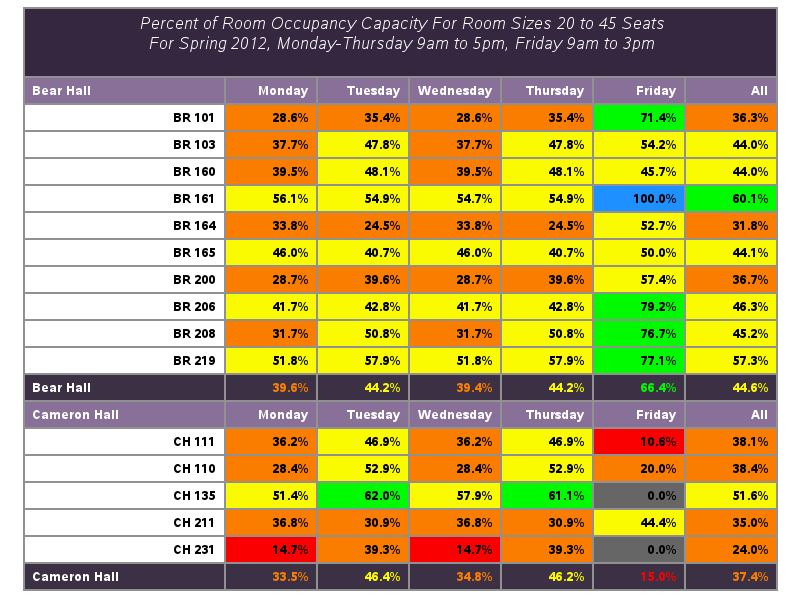 Percent of Room Occupancy Capacity For Room Sizes 20 to 45 Seats
For Spring 2012, Monday-Thursday 9am to 5pm, Friday 9am to 3pm
Bear Hall Monday Tuesday Wednesday Thursday Friday All
BR 101 28.6% 35.4% 28.6% 35.4% 71.4% 36.3%
BR 103 37.7% 47.8% 37.7% 47.8% 54.2% 44.0%
BR 160 39.5% 48.1% 39.5% 48.1% 45.7% 44.0%
BR 161 56.1% 54.9% 54.7% 54.9% 100.0% 60.1%
BR 164 33.8% 24.5% 33.8% 24.5% 52.7% 31.8%
BR 165 46.0% 40.7% 46.0% 40.7% 50.0% 44.1%
BR 200 28.7% 39.6% 28.7% 39.6% 57.4% 36.7%
BR 206 41.7% 42.8% 41.7% 42.8% 79.2% 46.3%
BR 208 31.7% 50.8% 31.7% 50.8% 76.7% 45.2%
BR 219 51.8% 57.9% 51.8% 57.9% 77.1% 57.3%
Bear Hall 39.6% 44.2% 39.4% 44.2% 66.4% 44.6%
Cameron Hall Monday Tuesday Wednesday Thursday Friday All
CH 111 36.2% 46.9% 36.2% 46.9% 10.6% 38.1%
CH 110 28.4% 52.9% 28.4% 52.9% 20.0% 38.4%
CH 135 51.4% 62.0% 57.9% 61.1% 0.0% 51.6%
CH 211 36.8% 30.9% 36.8% 30.9% 44.4% 35.0%
CH 231 14.7% 39.3% 14.7% 39.3% 0.0% 24.0%
Cameron Hall 33.5% 46.4% 34.8% 46.2% 15.0% 37.4%